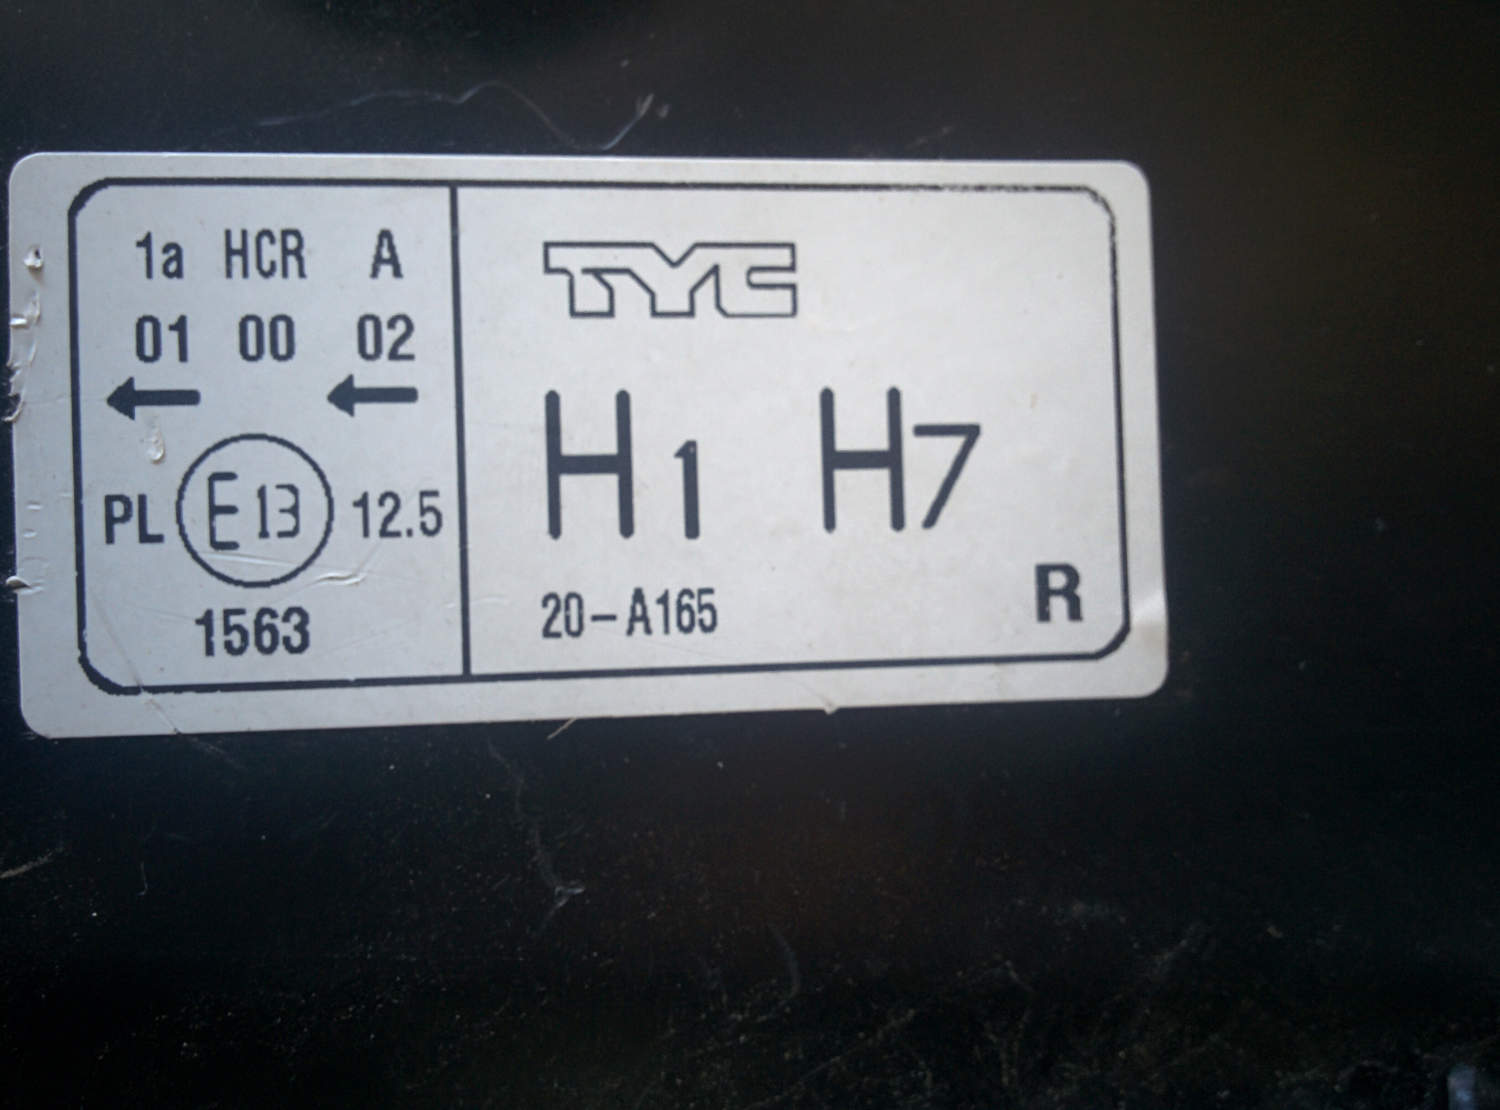 1a HCR A
01 00 02
PL E13 12.5
1563
TYC
H1 H7
20-A165
R